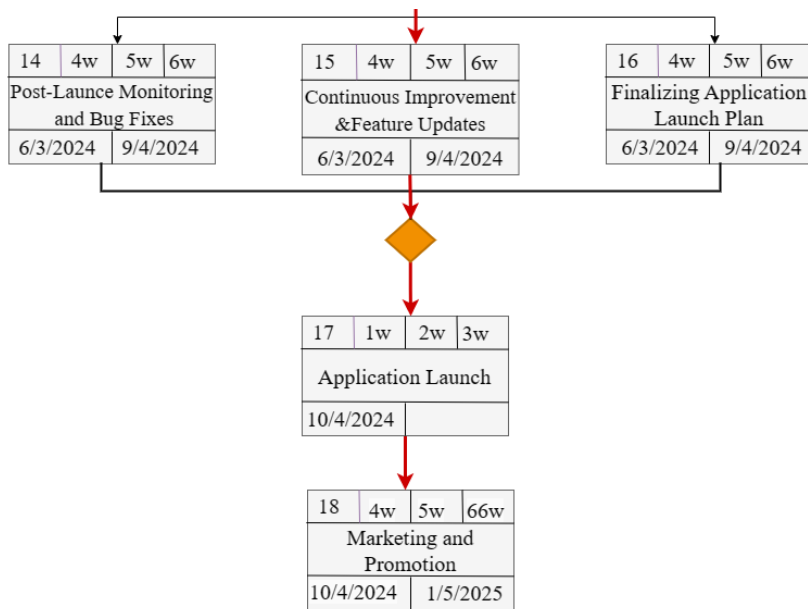 14 4w 5w 6w
Post-Launce Monitoring
and Bug Fixes
6/3/2024 9/4/2024
15 4w 5w 6w
Continuous Improvement
&Feature Updates
6/3/2024 9/4/2024
16 4w 5w 6w
Finalizing Application
Launch Plan
6/3/2024 9/4/2024
17 1w 2w 3w
Application Launch
10/4/2024
18 4w 5w 66w
Marketing and
Promotion
10/4/2024 1/5/2025